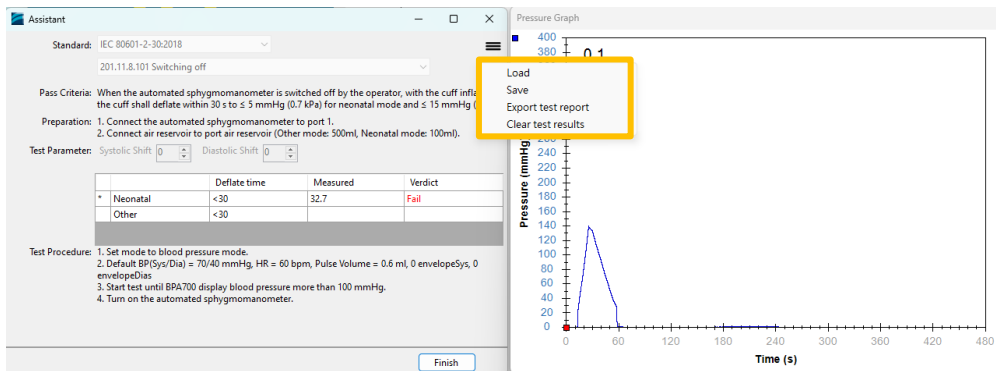 Assistant
Standard: IEC 80601-2-30:2018
201.11.8.101 Switching off
Pass Criteria: When the automated sphygmomanometer is switched off by the operator, with the cuff infla
the cuff shall deflate within 30 s to ≤ 5 mmHg (0.7 kPa) for neonatal mode and ≤ 15 mmHg (
Preparation: 1. Connect the automated sphygmomanometer to port 1.
2. Connect air reservoir to port air reservoir (Other mode: 500ml, Neonatal mode: 100ml).
Test Parameter: Systolic Shift 0 Diastolic Shift 0
Deflate time Measured Verdict
* Neonatal <30 32.7 Fail
Other <30
Test Procedure: 1. Set mode to blood pressure mode.
2. Default BP(Sys/Dia) = 70/40 mmHg, HR = 60 bpm, Pulse Volume = 0.6 ml, 0 envelopeSys, 0
envelopeDias
3. Start test until BPA700 display blood pressure more than 100 mmHg.
4. Turn on the automated sphygmomanometer.
Finish
Load
Save
Export test report
Clear test results
Pressure Graph
0.1
Pressure (mmHg)
400
380
240
220
200
180
160
140
120
100
80
60
40
20
0
0 60 120 180 240 300 360 420 480
Time (s)